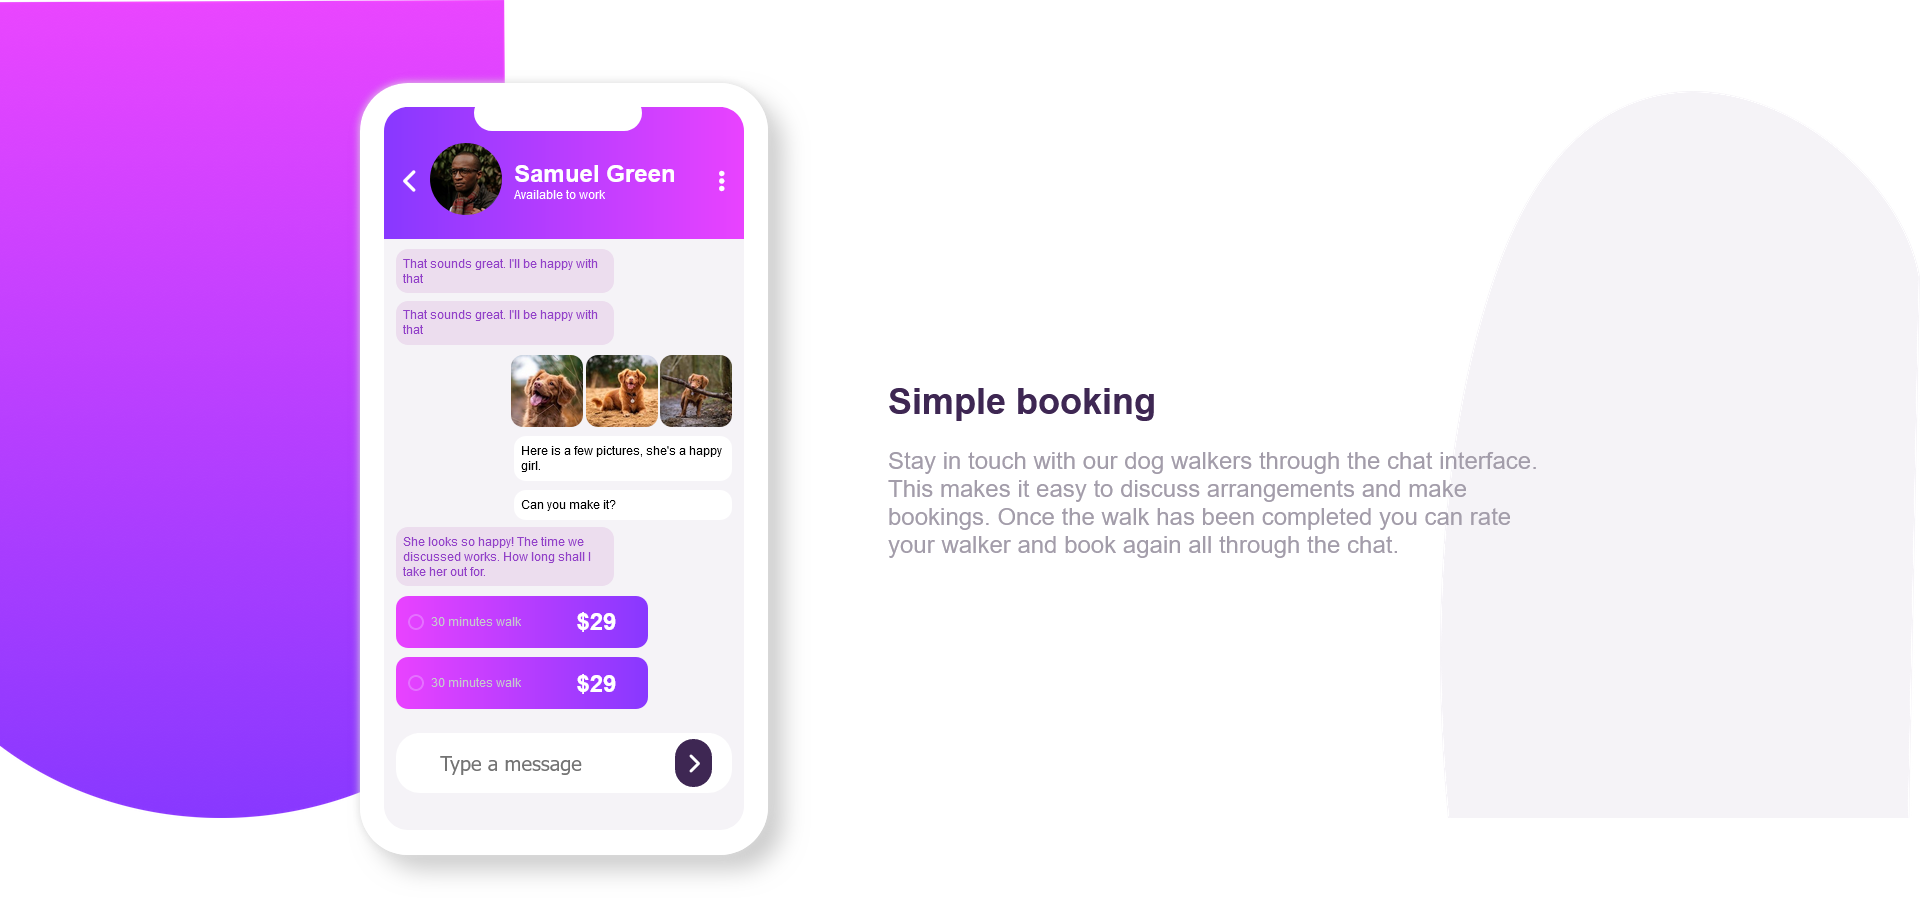 Samuel Green
Available to work
That sounds great. I'll be happy with
that
That sounds great. I'll be happy with
that
Here is a few pictures, she's a happy
girl.
Can you make it?
She looks so happy! The time we
discussed works. How long shall I
take her out for.
30 minutes walk $29
30 minutes walk $29
Type a message
Simple booking
Stay in touch with our dog walkers through the chat interface.
This makes it easy to discuss arrangements and make
bookings. Once the walk has been completed you can rate
your walker and book again all through the chat.